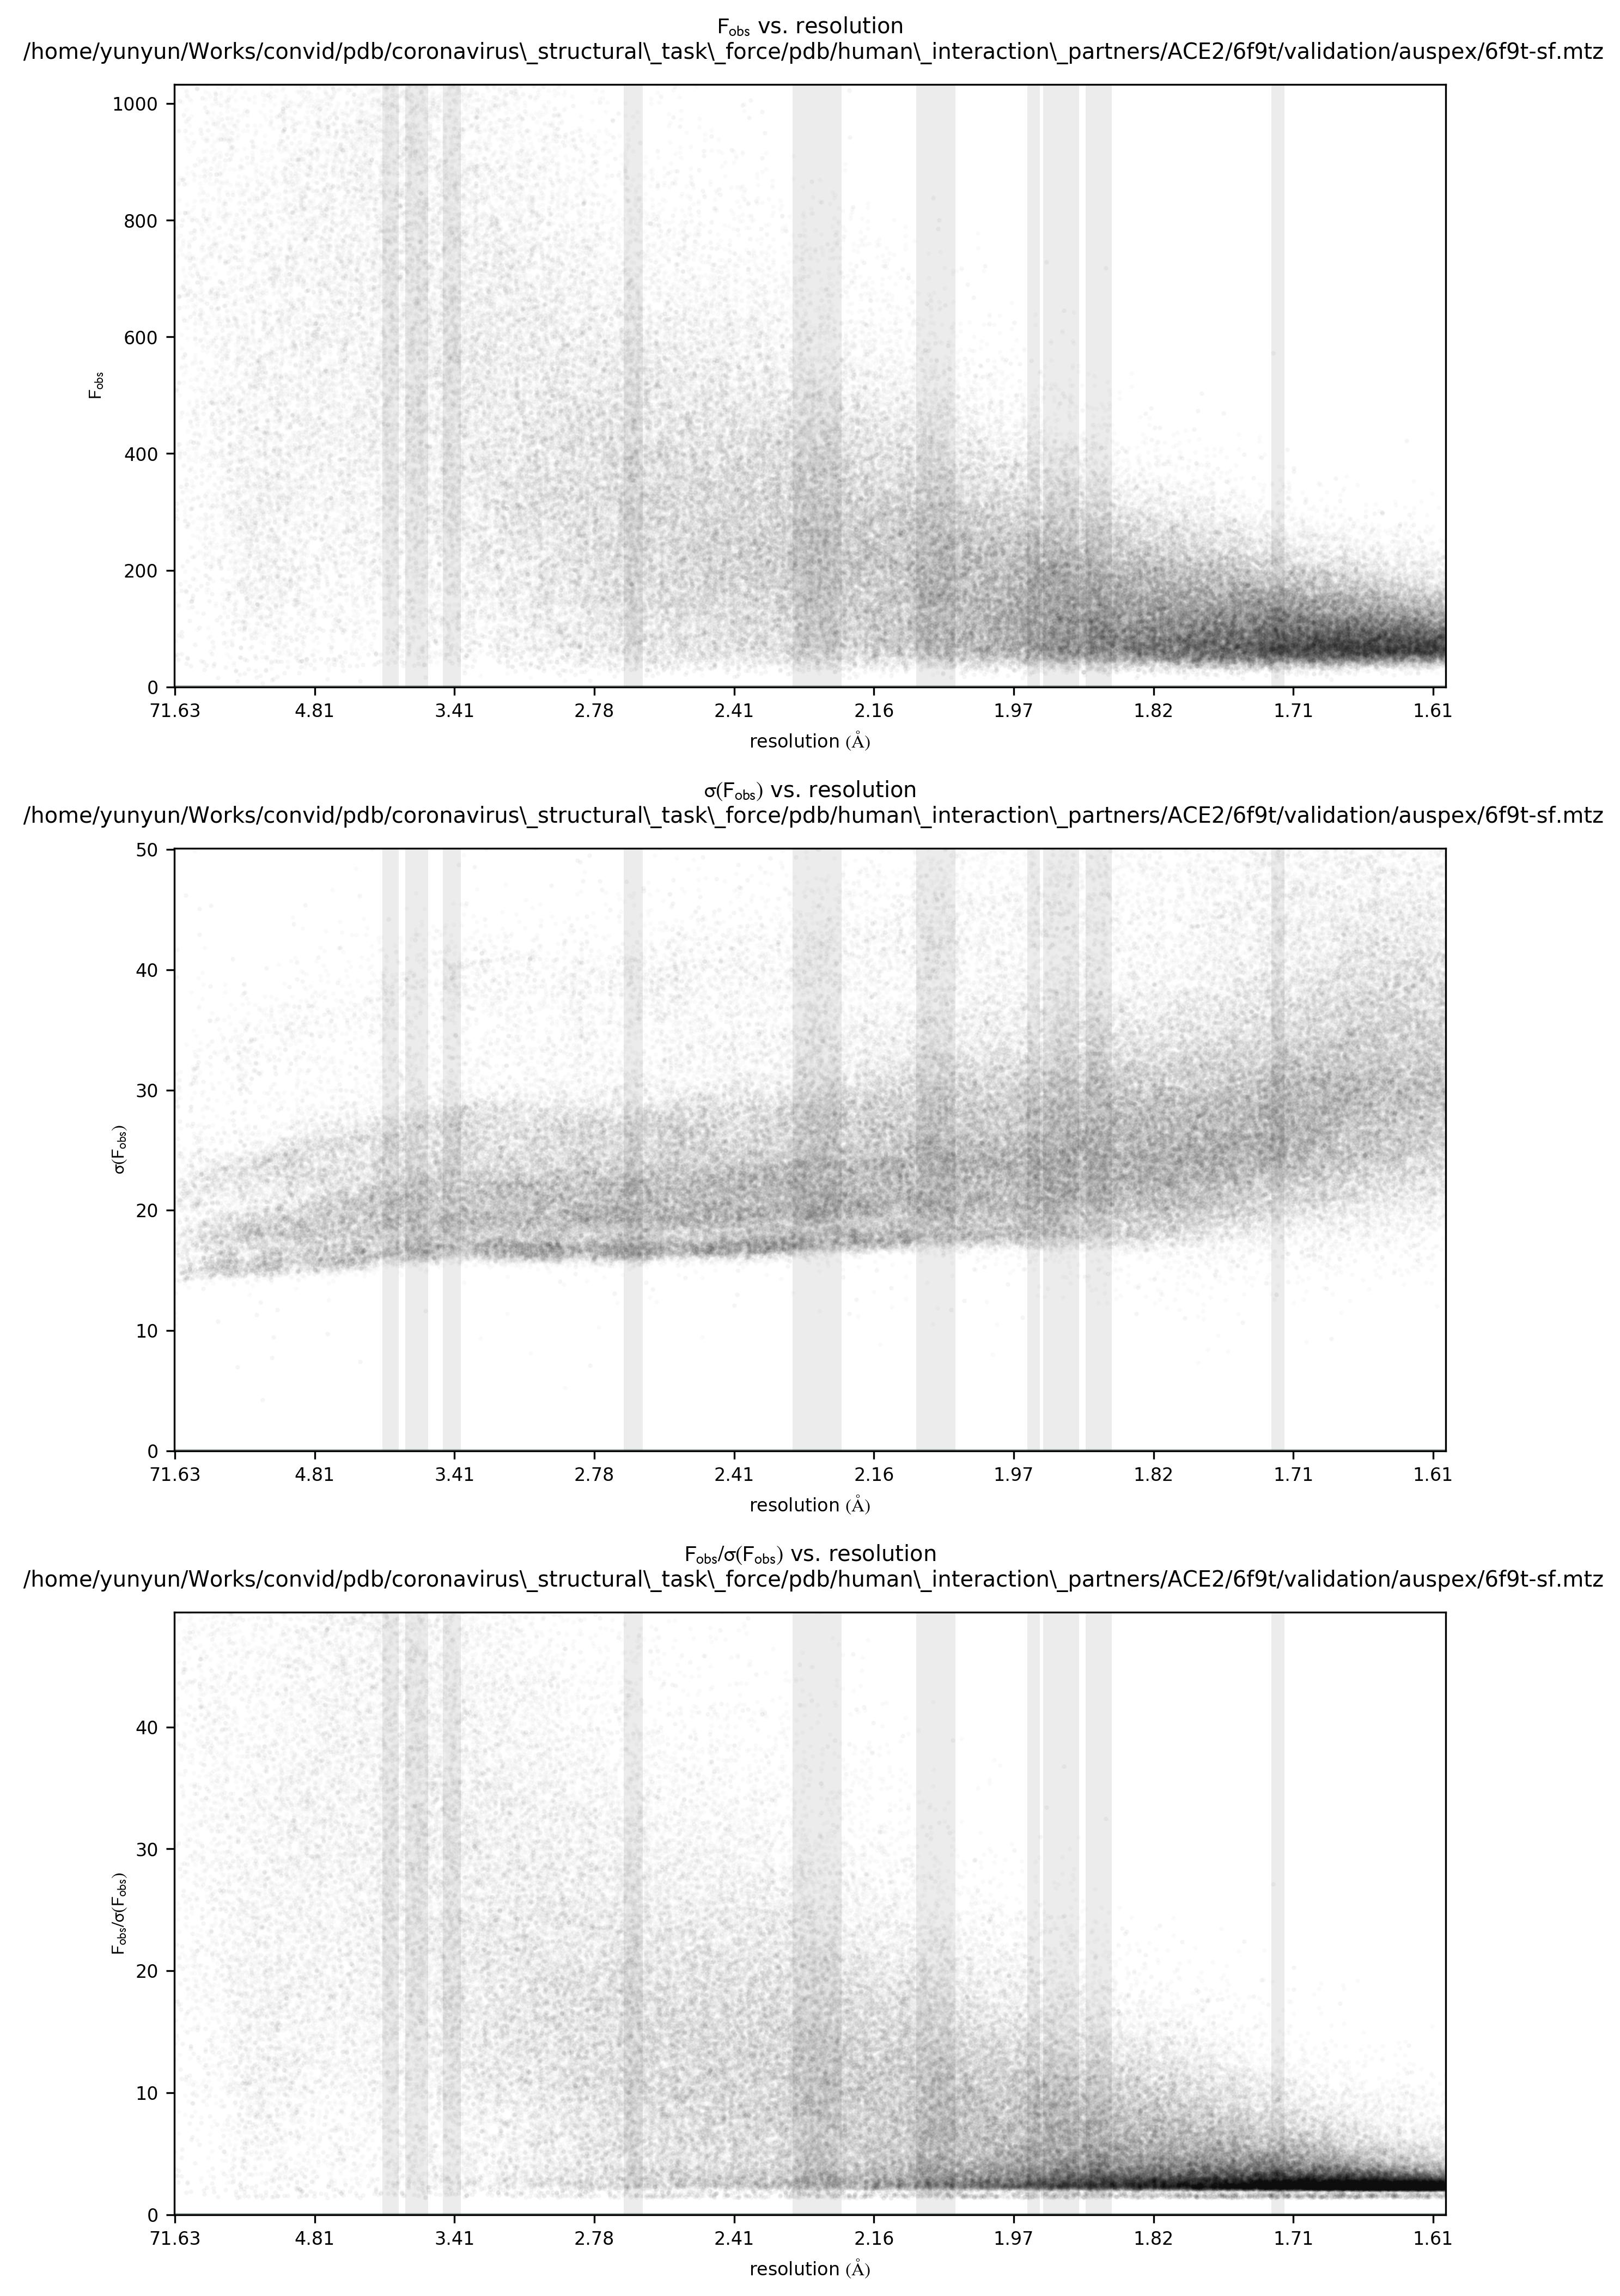 Fobs vs. resolution
/home/yunyun/Works/convid/pdb/coronavirus\_structural\_task\_force/pdb/human\_interaction\_partners/ACE2/6f9t/validation/auspex/6f9t-sf.mtz
1000
800
600
400
200
0
Fobs
71.63 4.81 3.41 2.78 2.41 2.16 1.97 1.82 1.71 1.61
resolution (Å)
σ(Fobs) vs. resolution
/home/yunyun/Works/convid/pdb/coronavirus\_structural\_task\_force/pdb/human\_interaction\_partners/ACE2/6f9t/validation/auspex/6f9t-sf.mtz
50
40
30
20
10
0
σ(Fobs)
71.63 4.81 3.41 2.78 2.41 2.16 1.97 1.82 1.71 1.61
resolution (Å)
Fobs/σ(Fobs) vs. resolution
/home/yunyun/Works/convid/pdb/coronavirus\_structural\_task\_force/pdb/human\_interaction\_partners/ACE2/6f9t/validation/auspex/6f9t-sf.mtz
40
30
20
10
0
Fobs/σ(Fobs)
71.63 4.81 3.41 2.78 2.41 2.16 1.97 1.82 1.71 1.61
resolution (Å)